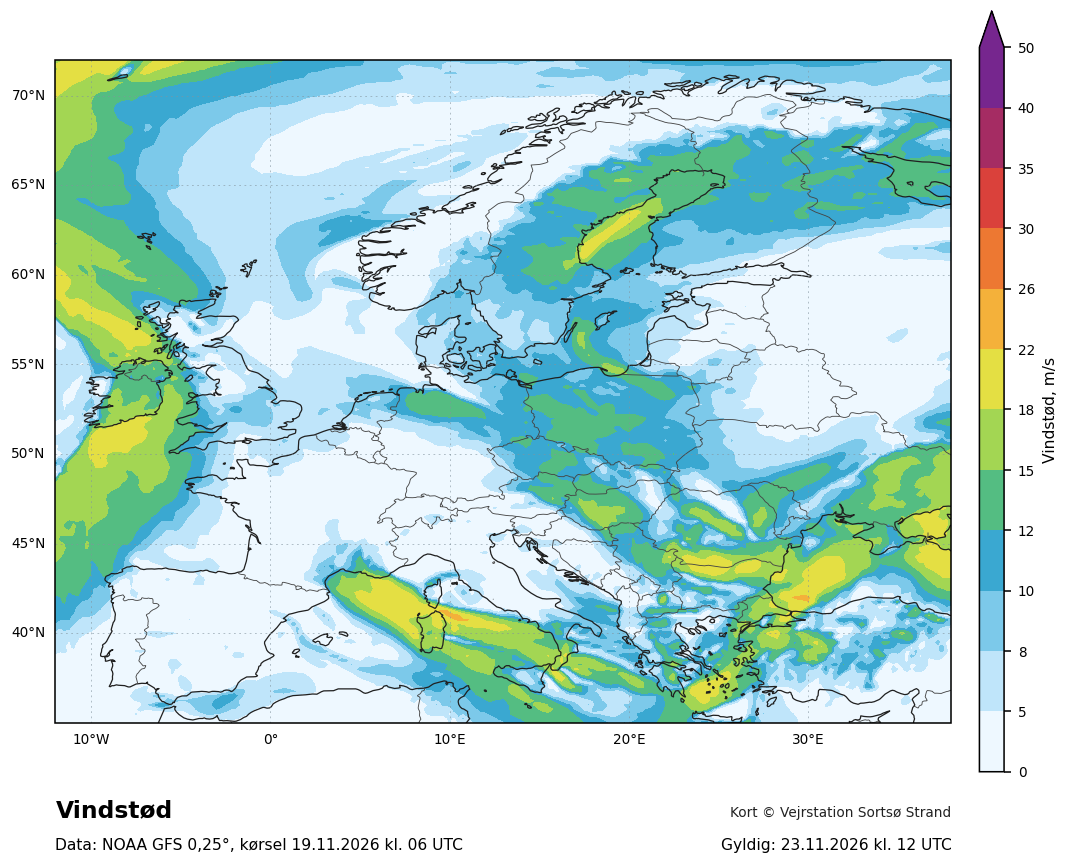 50
40
35
30
26
22
18
15
12
10
8
5
0
Vindstød, m/s
70°N
65°N
60°N
55°N
50°N
45°N
40°N
10°W
0°
10°E
20°E
30°E
Vindstød
Kort © Vejrstation Sortsø Strand
Data: NOAA GFS 0,25°, kørsel 19.11.2026 kl. 06 UTC
Gyldig: 23.11.2026 kl. 12 UTC